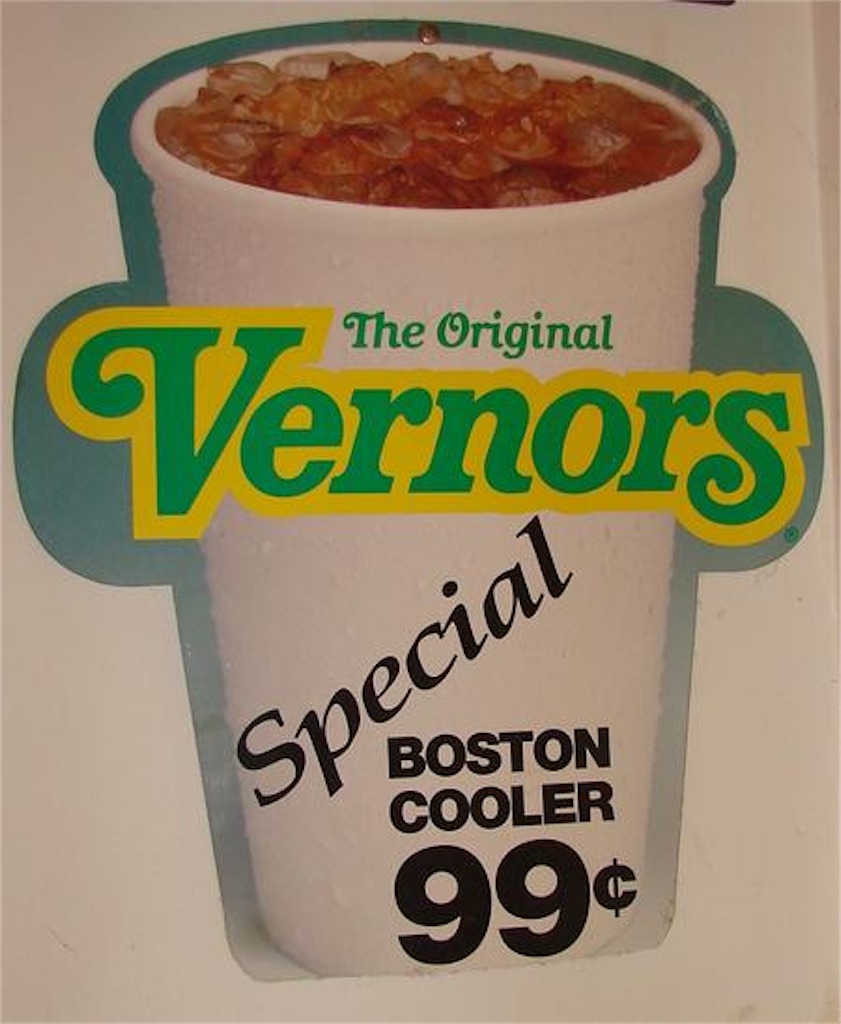 The Original
Vernors®
Special
BOSTON
COOLER
99¢